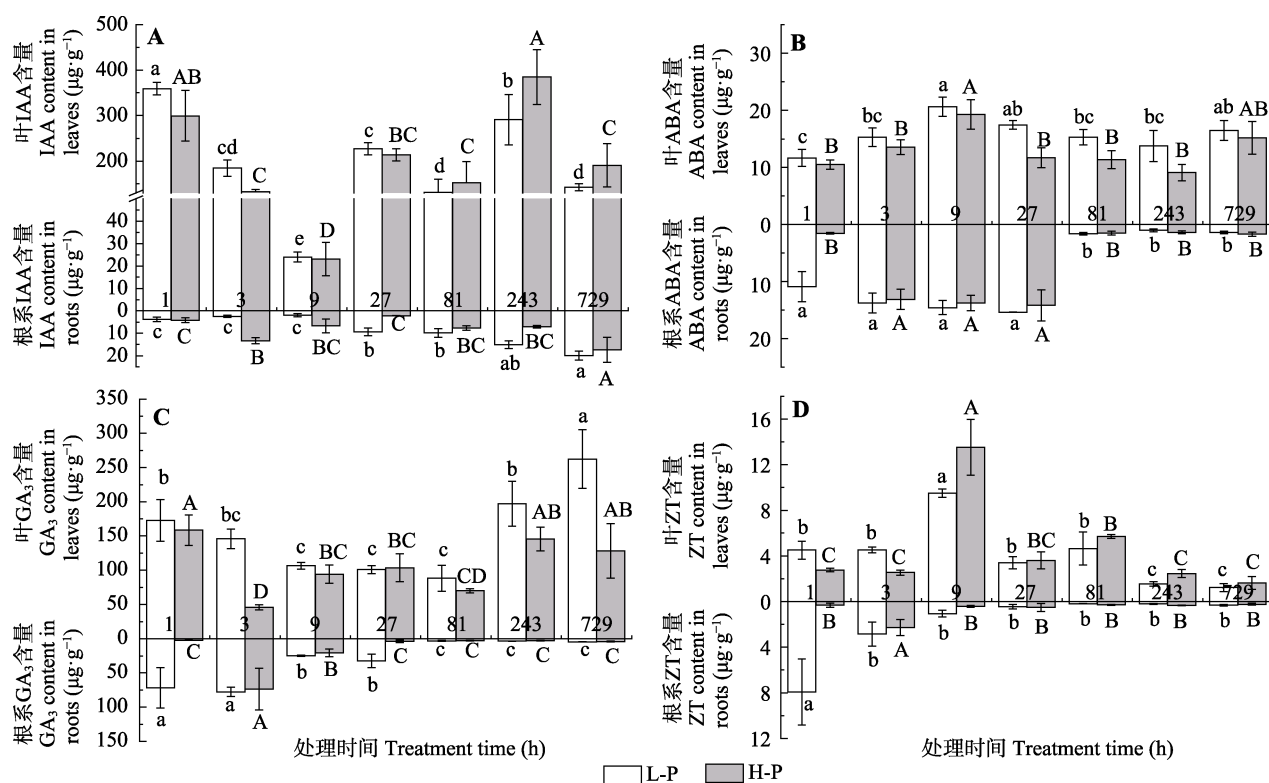 A
叶IAA含量
IAA content in
leaves (μg·g⁻¹)
根系IAA含量
IAA content in
roots (μg·g⁻¹)
500
400
300
200
40
30
20
10
0
10
20
a AB cd C e D c BC d C b A d C
1 3 9 27 81 243 729
c C c B c BC b C b BC ab BC a A
B
叶ABA含量
ABA content in
leaves (μg·g⁻¹)
根系ABA含量
ABA content in
roots (μg·g⁻¹)
30
20
10
0
10
20
c B bc B a A ab B bc B bc B ab AB
1 3 9 27 81 243 729
a B a A a A a A b B b B b B
C
叶GA₃含量
GA₃ content in
leaves (μg·g⁻¹)
根系GA₃含量
GA₃ content in
roots (μg·g⁻¹)
350
300
250
200
150
100
50
0
50
100
150
b A bc D c BC c BC c CD b AB a AB
1 3 9 27 81 243 729
a C a A b B b C c C c C c C
处理时间 Treatment time (h)
D
叶ZT含量
ZT content in
leaves (μg·g⁻¹)
根系ZT含量
ZT content in
roots (μg·g⁻¹)
16
12
8
4
0
4
8
12
b C b C a A b BC b B c C c C
1 3 9 27 81 243 729
a B b A b B b B b B b B b B
处理时间 Treatment time (h)
L-P H-P